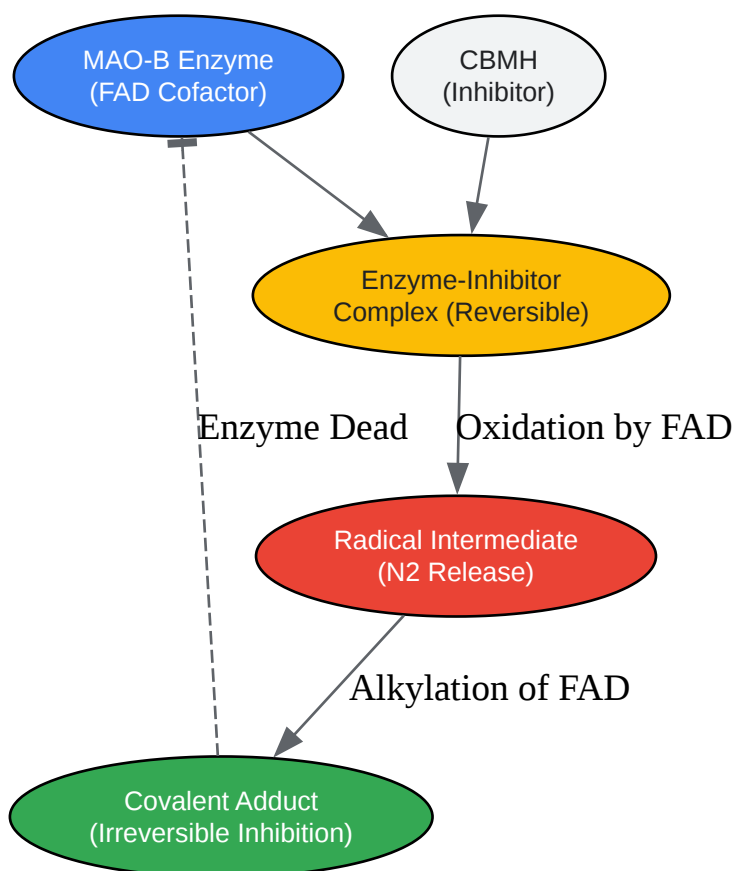 MAO-B Enzyme
(FAD Cofactor)
CBMH
(Inhibitor)
Enzyme-Inhibitor
Complex (Reversible)
Enzyme Dead
Oxidation by FAD
Radical Intermediate
(N2 Release)
Alkylation of FAD
Covalent Adduct
(Irreversible Inhibition)